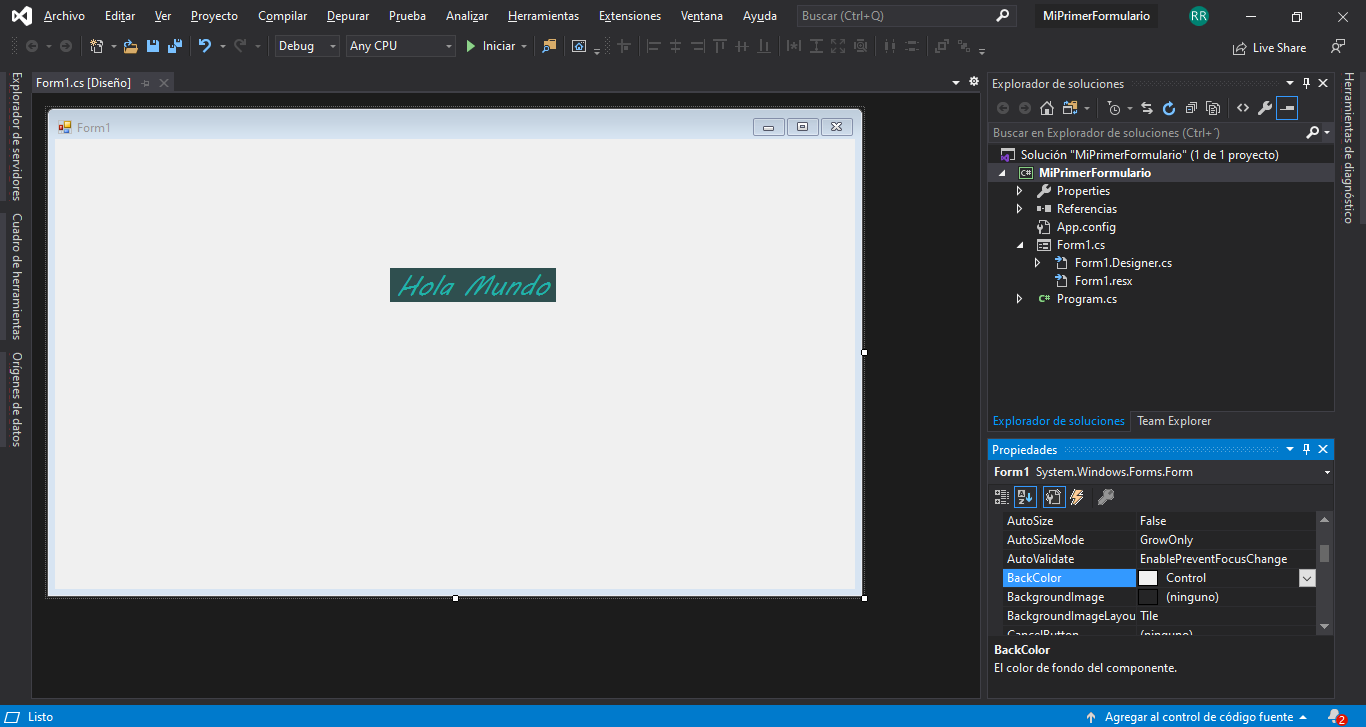 Archivo Editar Ver Proyecto Compilar Depurar Prueba Analizar Herramientas Extensiones Ventana Ayuda Buscar (Ctrl+Q) MiPrimerFormulario RR
Debug Any CPU Iniciar Live Share
Explorador de servidores
Cuadro de herramientas
Orígenes de datos
Form1.cs [Diseño]
Form1
Hola Mundo
Explorador de soluciones
Buscar en Explorador de soluciones (Ctrl+´)
Solución "MiPrimerFormulario" (1 de 1 proyecto)
MiPrimerFormulario
Properties
Referencias
App.config
Form1.cs
Form1.Designer.cs
Form1.resx
Program.cs
Explorador de soluciones Team Explorer
Propiedades
Form1 System.Windows.Forms.Form
AutoSize False
AutoSizeMode GrowOnly
AutoValidate EnablePreventFocusChange
BackColor Control
BackgroundImage (ninguno)
BackgroundImageLayou Tile
CancelButton (ninguno)
BackColor
El color de fondo del componente.
Herramientas de diagnóstico
Listo Agregar al control de código fuente 2